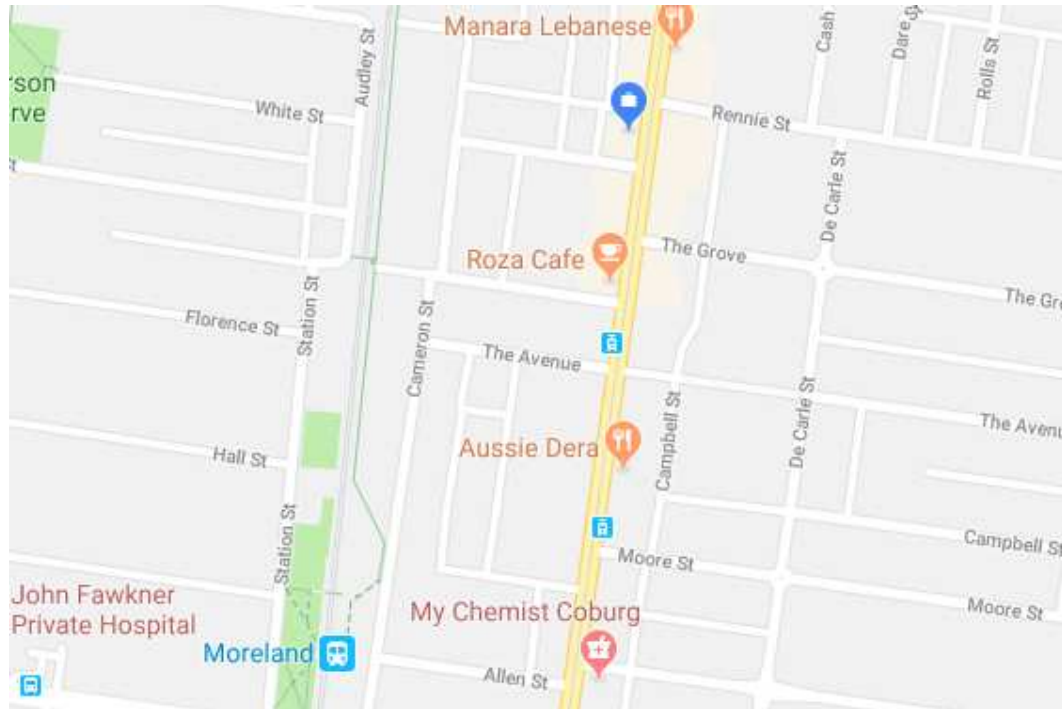 Manara Lebanese
Cash
Dare S
Rolls St
Audley St
rson
rve
White St
Rennie St
St
De Carle St
The Grove
Roza Cafe
The Gro
Station St
Florence St
Cameron St
The Avenue
De Carle St
Campbell St
The Avenu
Aussie Dera
Hall St
Station St
Campbell St
Moore St
Moore St
John Fawkner
Private Hospital
My Chemist Coburg
Moreland
Allen St